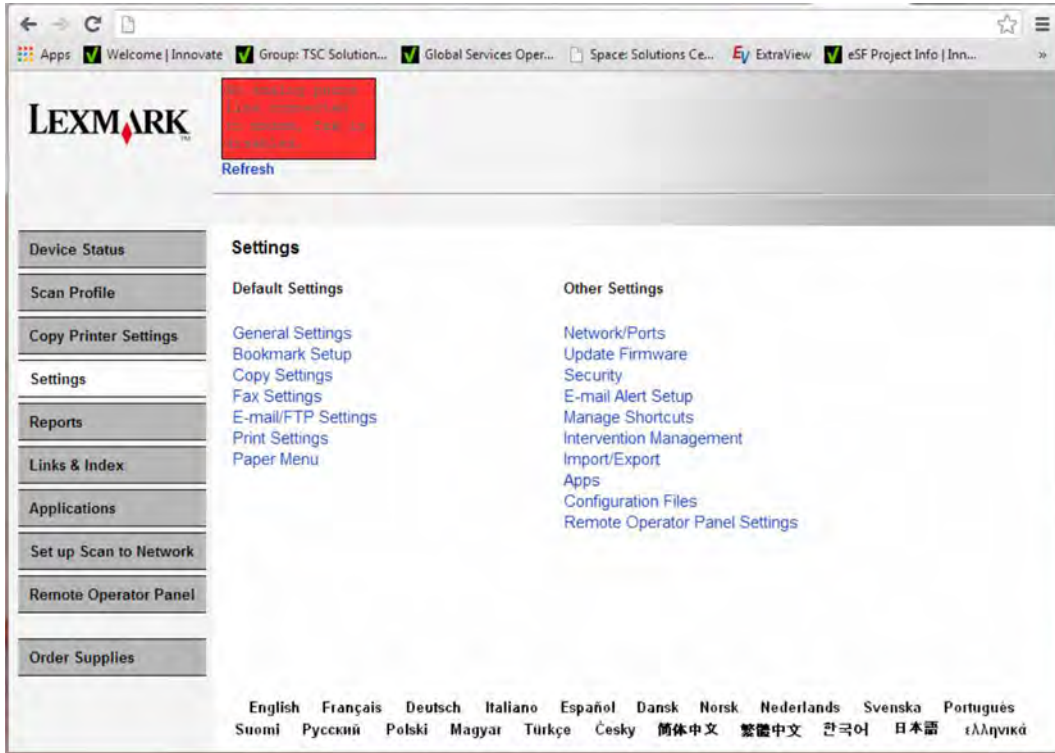 Apps Welcome | Innovate Group: TSC Solution... Global Services Oper... Space: Solutions Ce... Ev ExtraView eSF Project Info | Inn... »
LEXMARK™
Refresh
Device Status
Scan Profile
Copy Printer Settings
Settings
Reports
Links & Index
Applications
Set up Scan to Network
Remote Operator Panel
Order Supplies
Settings
Default Settings
General Settings
Bookmark Setup
Copy Settings
Fax Settings
E-mail/FTP Settings
Print Settings
Paper Menu
Other Settings
Network/Ports
Update Firmware
Security
E-mail Alert Setup
Manage Shortcuts
Intervention Management
Import/Export
Apps
Configuration Files
Remote Operator Panel Settings
English Français Deutsch Italiano Español Dansk Norsk Nederlands Svenska Português
Suomi Русский Polski Magyar Türkçe Česky 简体中文 繁體中文 한국어 日本語 ελληνικά